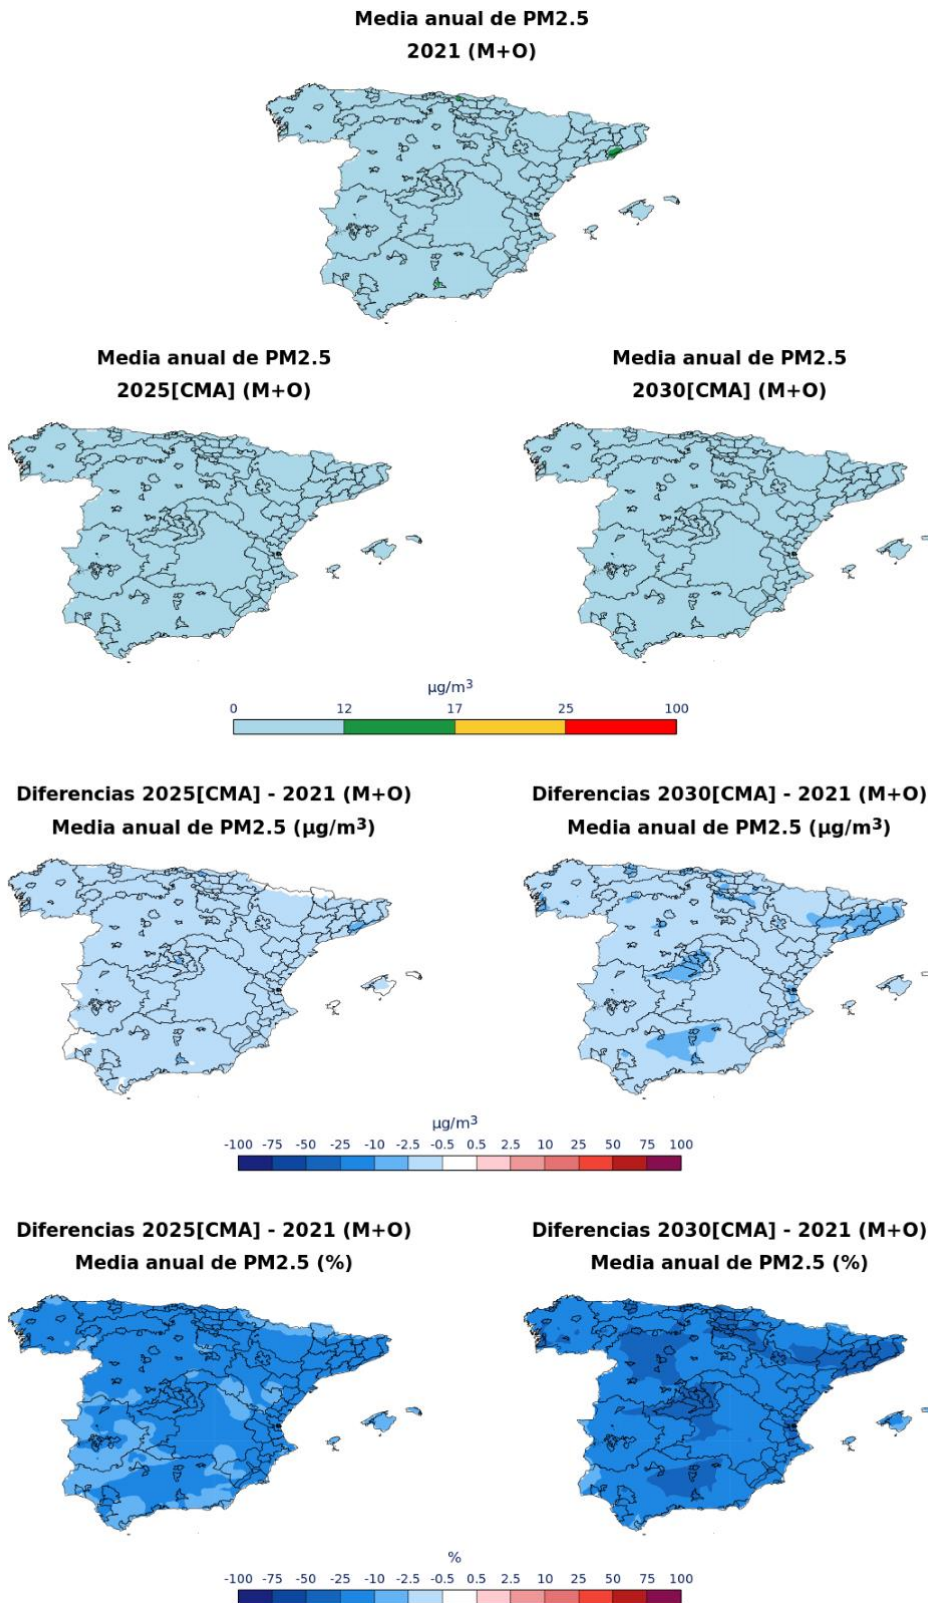 Media anual de PM2.5
2021 (M+O)
Media anual de PM2.5
2025[CMA] (M+O)
Media anual de PM2.5
2030[CMA] (M+O)
µg/m³
0 12 17 25 100
Diferencias 2025[CMA] - 2021 (M+O)
Media anual de PM2.5 (µg/m³)
Diferencias 2030[CMA] - 2021 (M+O)
Media anual de PM2.5 (µg/m³)
µg/m³
-100 -75 -50 -25 -10 -2.5 -0.5 0.5 2.5 10 25 50 75 100
Diferencias 2025[CMA] - 2021 (M+O)
Media anual de PM2.5 (%)
Diferencias 2030[CMA] - 2021 (M+O)
Media anual de PM2.5 (%)
%
-100 -75 -50 -25 -10 -2.5 -0.5 0.5 2.5 10 25 50 75 100